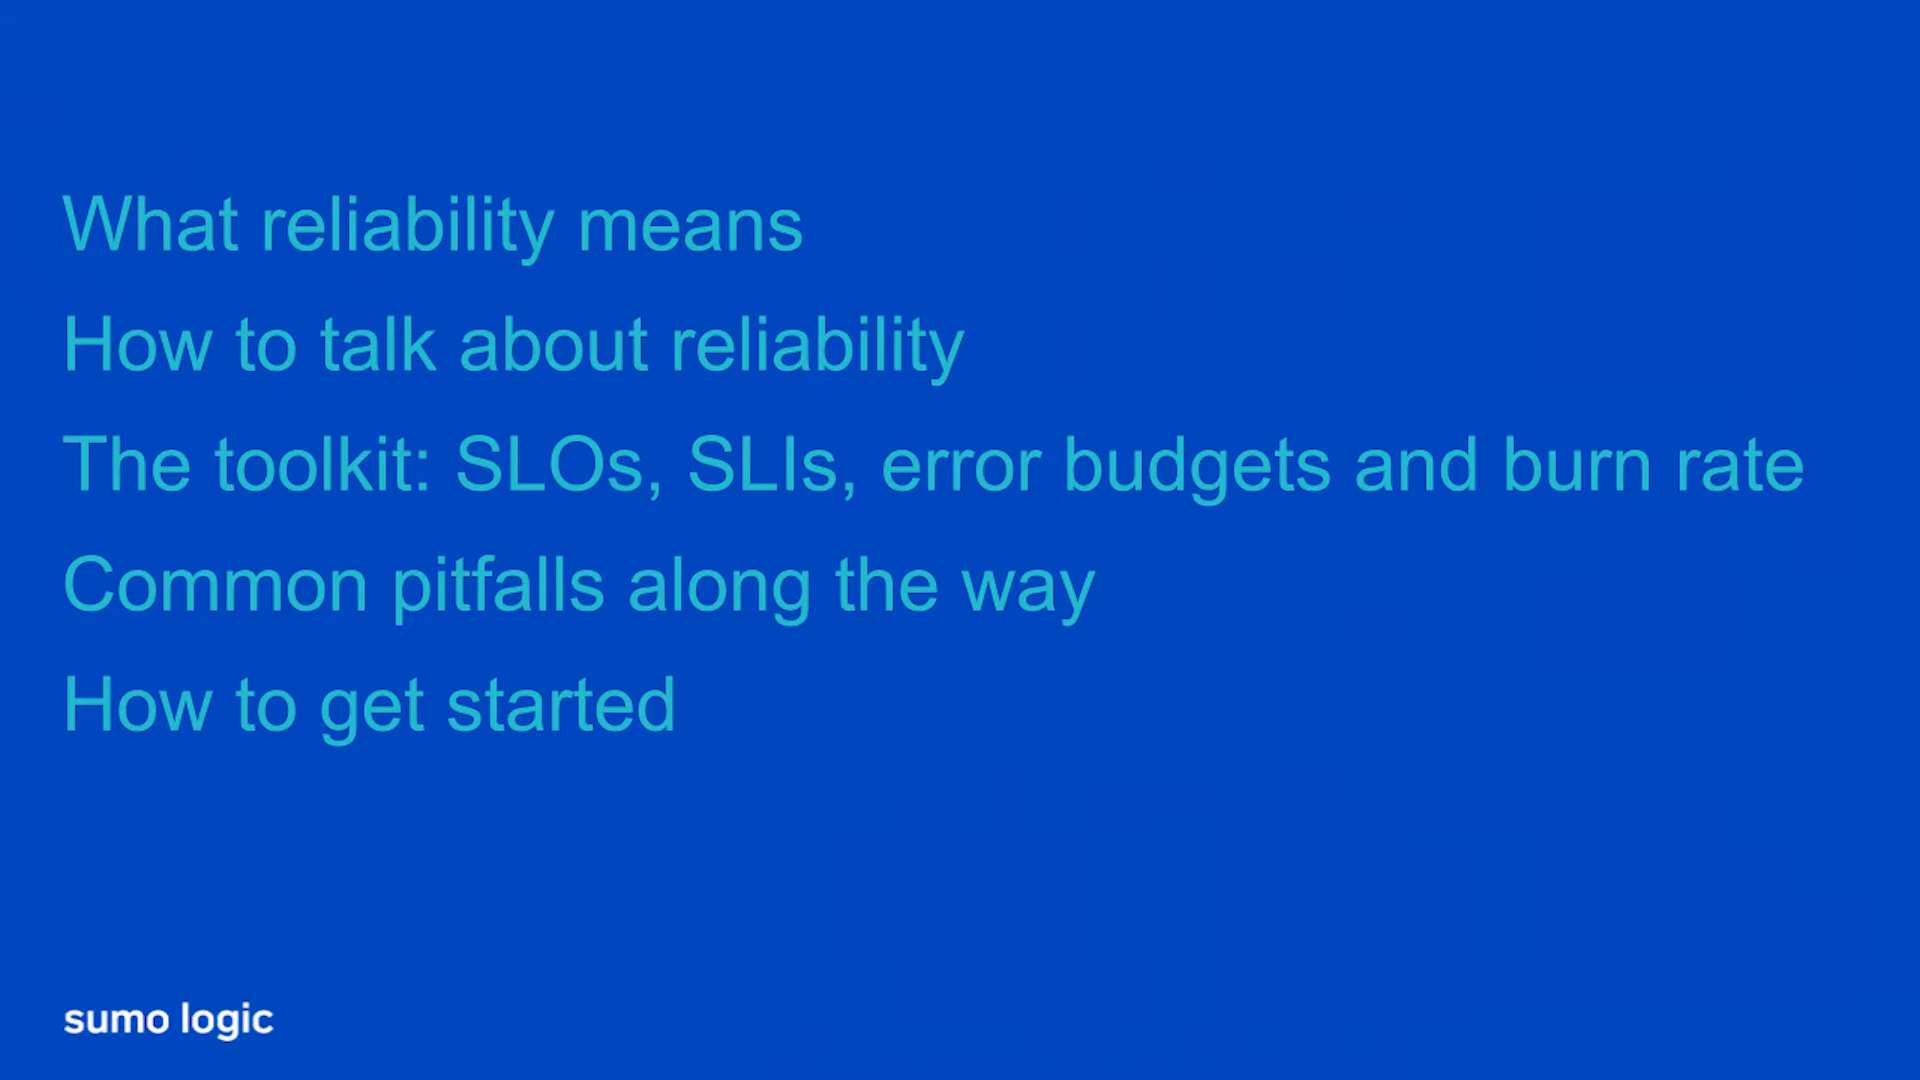 What reliability means
How to talk about reliability
The toolkit: SLOs, SLIs, error budgets and burn rate
Common pitfalls along the way
How to get started
sumo logic